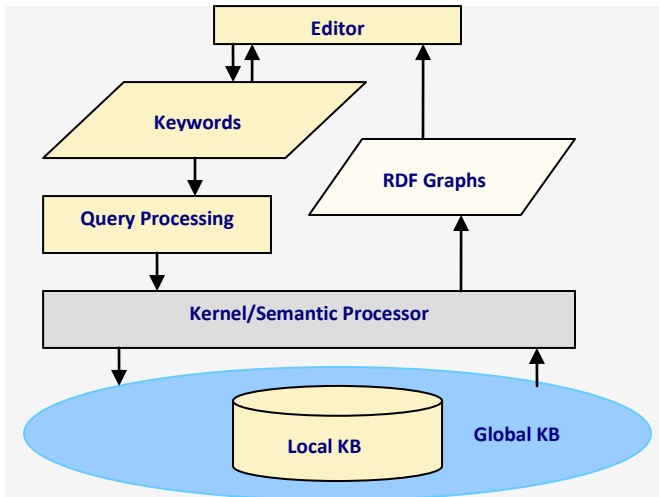 Editor
Keywords
RDF Graphs
Query Processing
Kernel/Semantic Processor
Global KB
Local KB